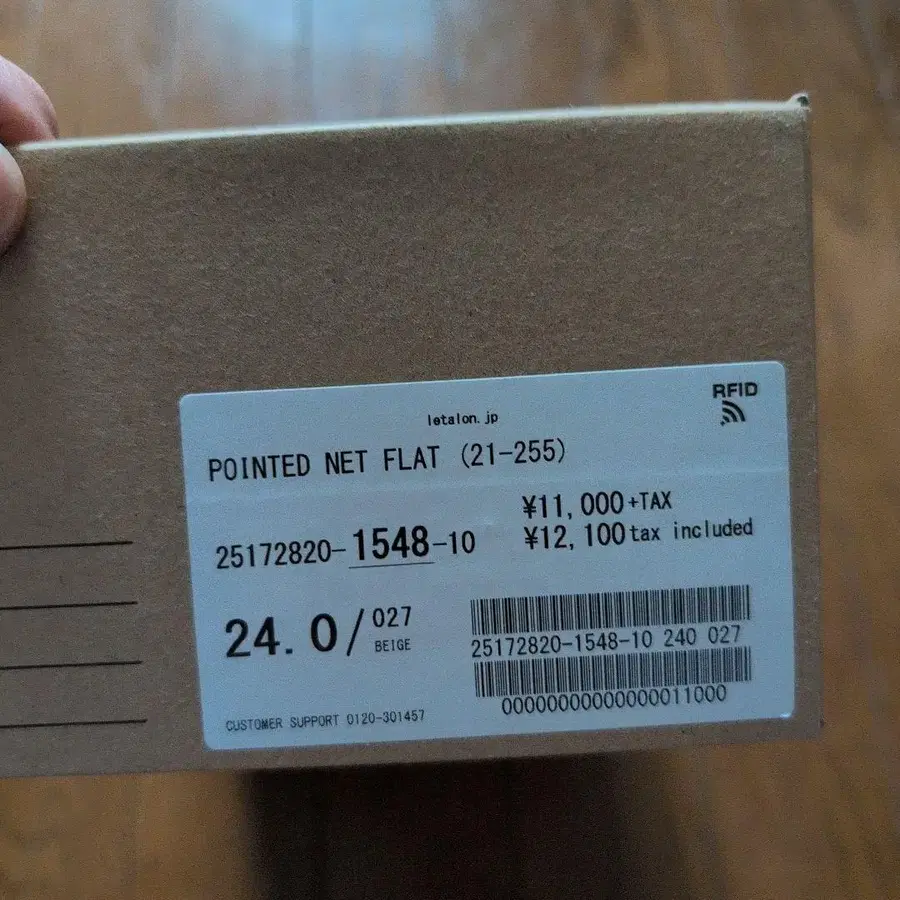 RFID
letalon.jp
POINTED NET FLAT (21-255)
¥11,000+TAX
¥12,100 tax included
25172820-1548-10
24.0/027
BEIGE
25172820-1548-10 240 027
00000000000000011000
CUSTOMER SUPPORT 0120-301457